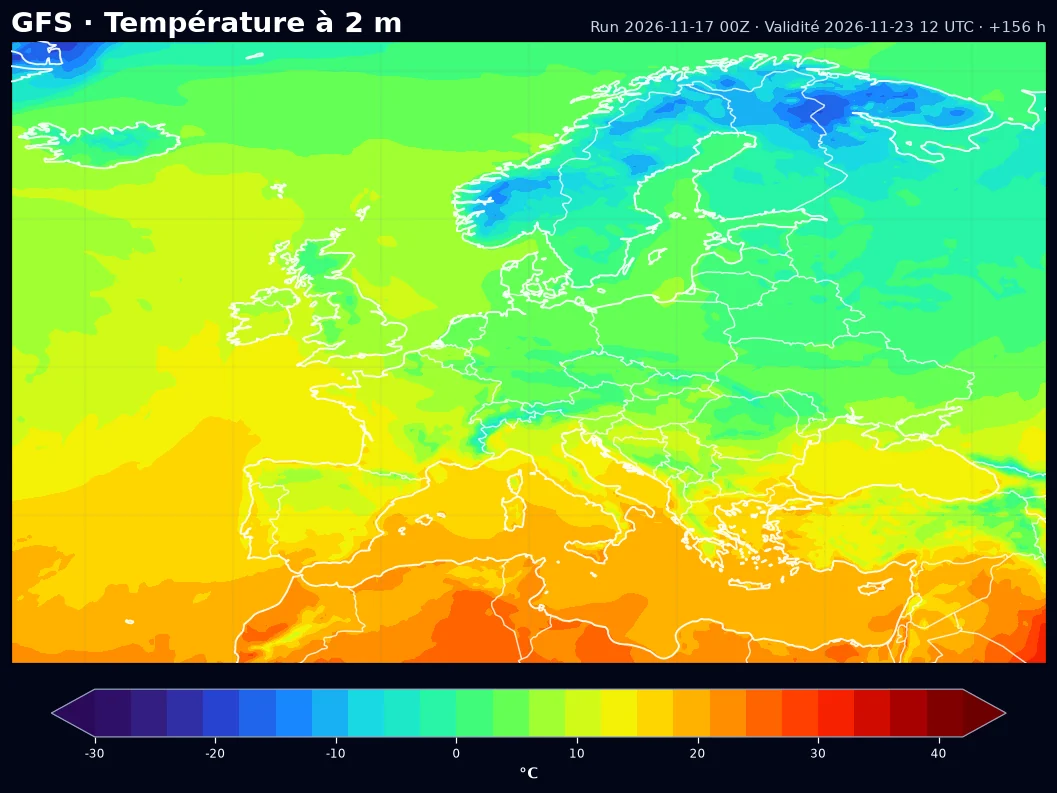 GFS · Température à 2 m
Run 2026-11-17 00Z · Validité 2026-11-23 12 UTC · +156 h
-30 -20 -10 0 10 20 30 40
°C